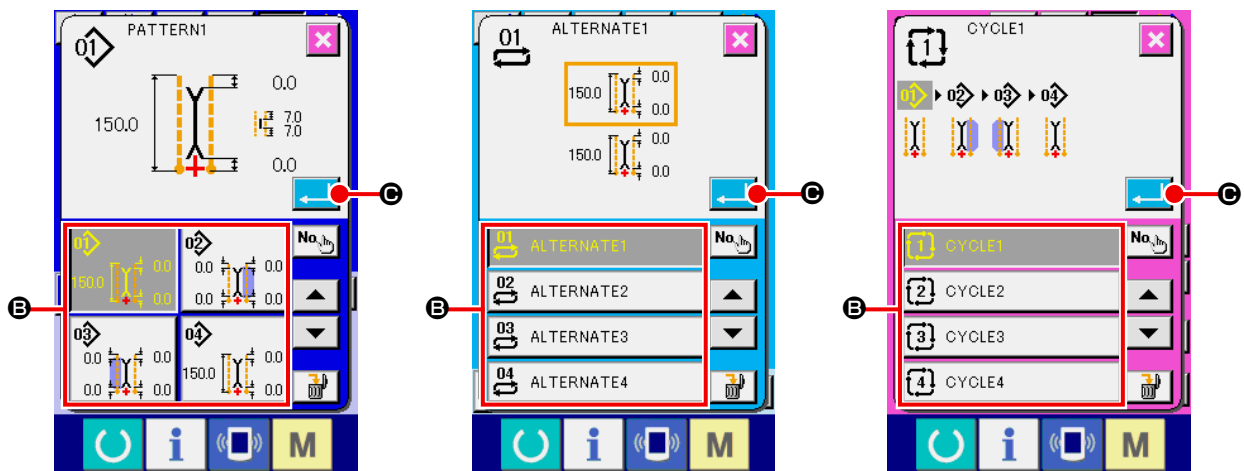 01
PATTERN1
150.0
0.0
7.0
7.0
0.0
C
01
150.0
0.0
0.0
02
0.0
0.0
0.0
0.0
No.
B
03
0.0
0.0
0.0
0.0
04
150.0
0.0
0.0
i
M
01
ALTERNATE1
150.0
0.0
0.0
150.0
0.0
0.0
C
01
ALTERNATE1
No.
02
ALTERNATE2
B
03
ALTERNATE3
04
ALTERNATE4
i
M
1
CYCLE1
01 02 03 04
C
1
CYCLE1
No.
2
CYCLE2
B
3
CYCLE3
4
CYCLE4
i
M